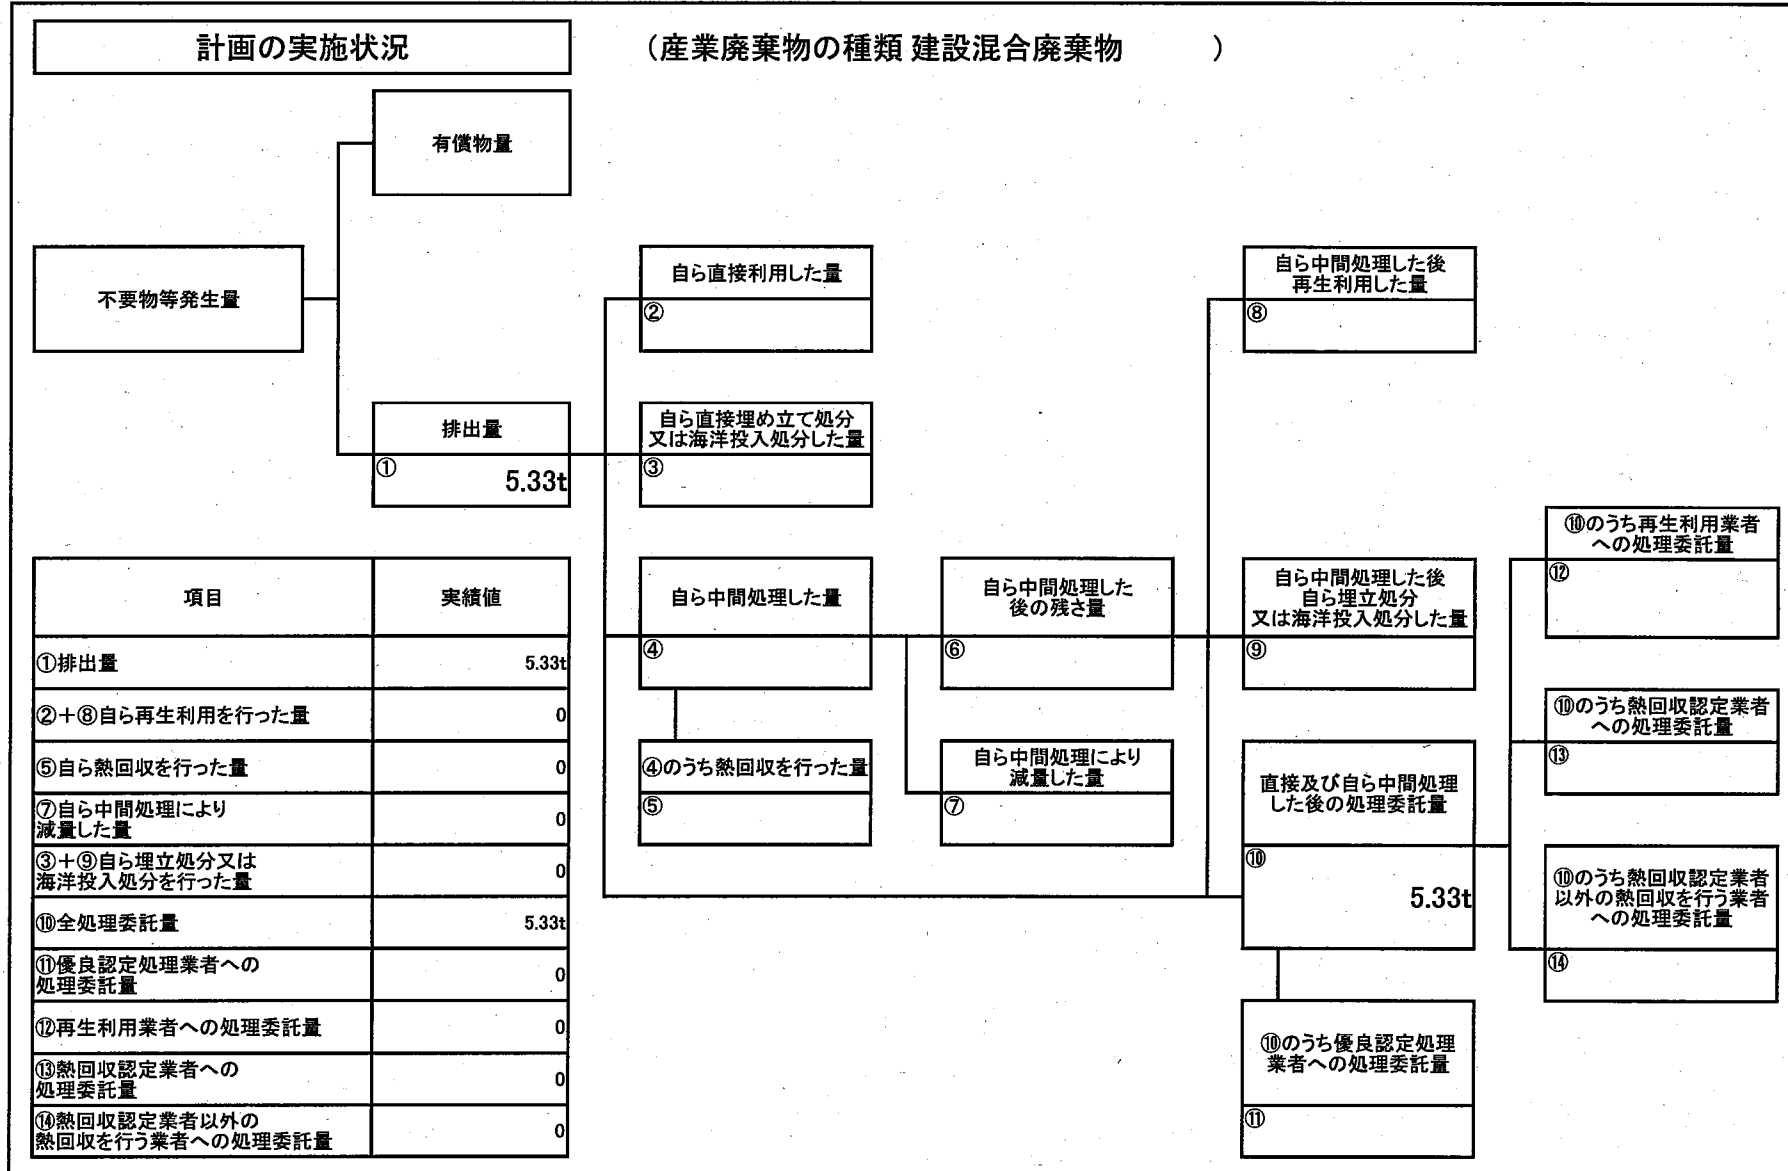 計画の実施状況
(産業廃棄物の種類 建設混合廃棄物 )
有償物量
不要物等発生量
排出量
①
5.33t
自ら直接利用した量
②
自ら直接埋め立て処分
又は海洋投入処分した量
③
自ら中間処理した量
④
④のうち熱回収を行った量
⑤
自ら中間処理した
後の残さ量
⑥
自ら中間処理により
減量した量
⑦
自ら中間処理した後
再生利用した量
⑧
自ら中間処理した後
自ら埋立処分
又は海洋投入処分した量
⑨
直接及び自ら中間処理
した後の処理委託量
⑩
5.33t
⑩のうち優良認定処理
業者への処理委託量
⑪
⑩のうち再生利用業者
への処理委託量
⑫
⑩のうち熱回収認定業者
への処理委託量
⑬
⑩のうち熱回収認定業者
以外の熱回収を行う業者
への処理委託量
⑭
項目 実績値
①排出量 5.33t
②+⑧自ら再生利用を行った量 0
⑤自ら熱回収を行った量 0
⑦自ら中間処理により
減量した量 0
③+⑨自ら埋立処分又は
海洋投入処分を行った量 0
⑩全処理委託量 5.33t
⑪優良認定処理業者への
処理委託量 0
⑫再生利用業者への処理委託量 0
⑬熱回収認定業者への
処理委託量 0
⑭熱回収認定業者以外の
熱回収を行う業者への処理委託量 0